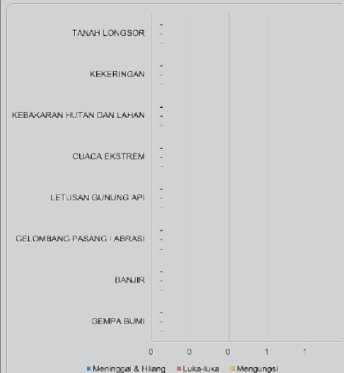 TANAH LONGSOR
-
-
-
KEKERINGAN
-
-
-
KEBAKARAN HUTAN DAN LAHAN
-
-
-
CUACA EKSTREM
-
-
-
LETUSAN GUNUNG API
-
-
-
GELOMBANG PASANG / ABRASI
-
-
-
BANJIR
-
-
-
GEMPA BUMI
-
-
-
0 0 0 1 1
Meninggal & Hilang Luka-luka Mengungsi